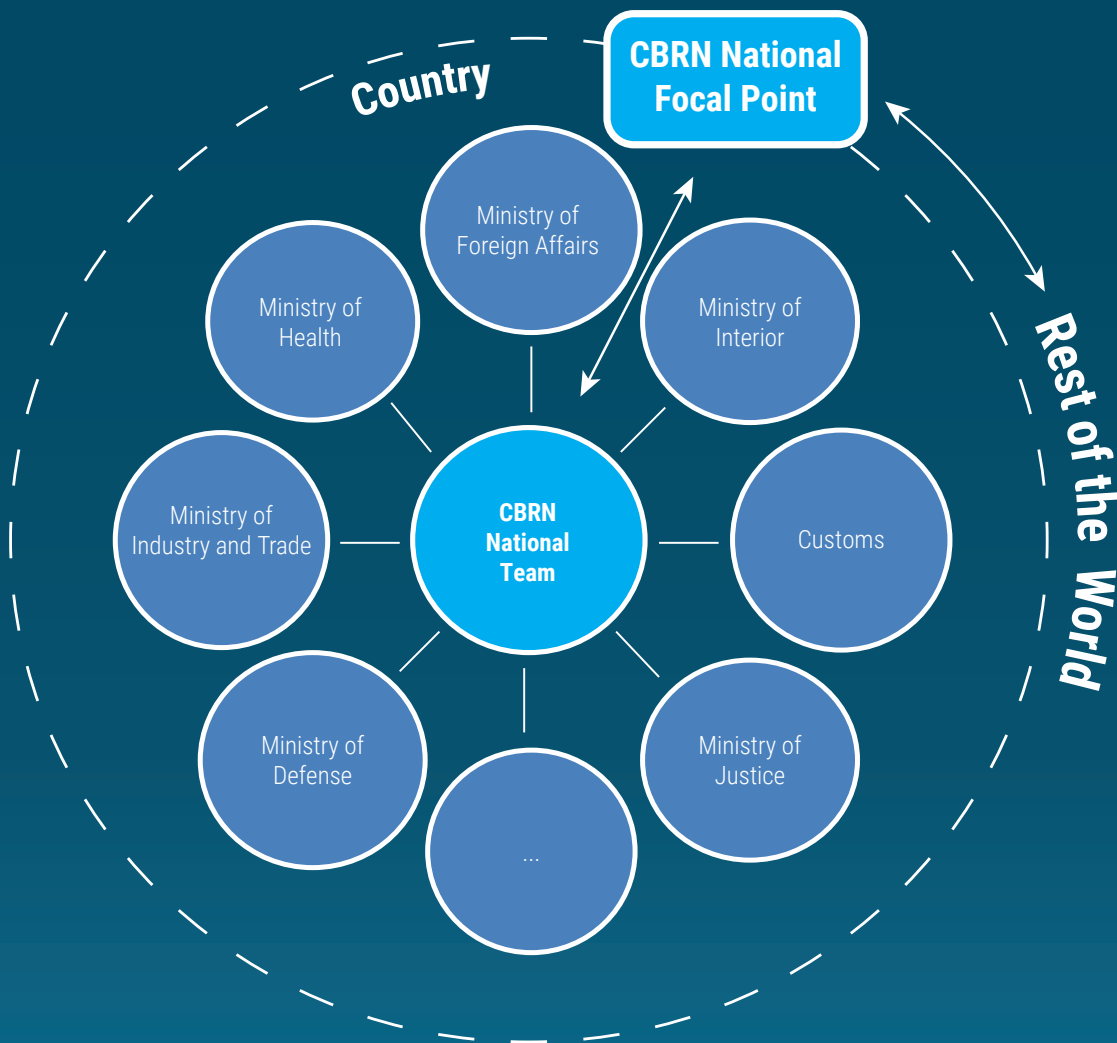 CBRN National
Focal Point
Country
Ministry of
Foreign Affairs
Ministry of
Health
Ministry of
Interior
Rest of the World
Ministry of
Industry and Trade
CBRN
National
Team
Customs
Ministry of
Defense
Ministry of
Justice
...